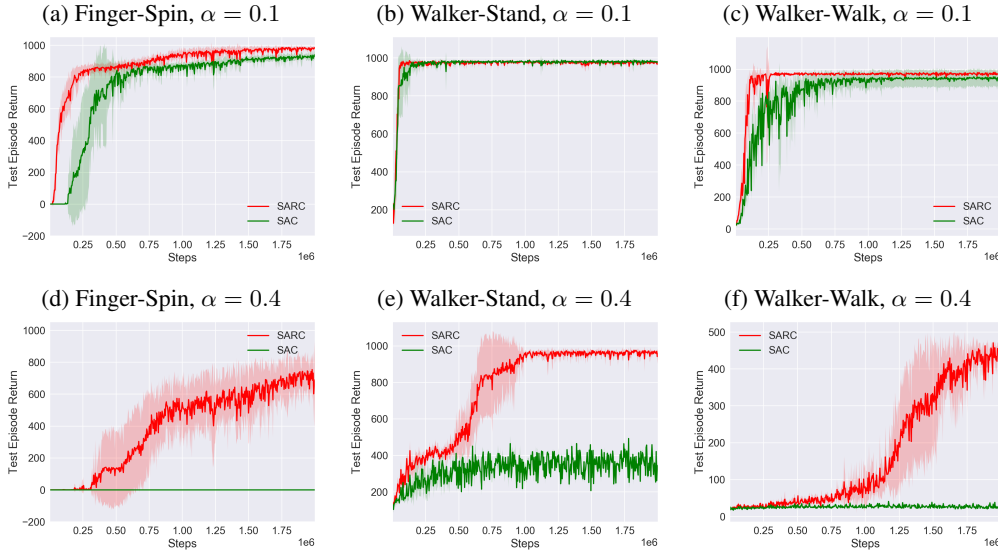 (a) Finger-Spin, α = 0.1
(b) Walker-Stand, α = 0.1
(c) Walker-Walk, α = 0.1
1000
800
600
400
200
0
−200
Test Episode Return
SARC
SAC
0.25 0.50 0.75 1.00 1.25 1.50 1.75
Steps
1e6
1000
800
600
400
200
Test Episode Return
SARC
SAC
0.25 0.50 0.75 1.00 1.25 1.50 1.75
Steps
1e6
1000
800
600
400
200
0
Test Episode Return
SARC
SAC
0.25 0.50 0.75 1.00 1.25 1.50 1.75
Steps
1e6
(d) Finger-Spin, α = 0.4
(e) Walker-Stand, α = 0.4
(f) Walker-Walk, α = 0.4
1000
800
600
400
200
0
−200
Test Episode Return
SARC
SAC
0.25 0.50 0.75 1.00 1.25 1.50 1.75
Steps
1e6
1000
800
600
400
200
Test Episode Return
SARC
SAC
0.25 0.50 0.75 1.00 1.25 1.50 1.75
Steps
1e6
500
400
300
200
100
0
Test Episode Return
SARC
SAC
0.25 0.50 0.75 1.00 1.25 1.50 1.75
Steps
1e6